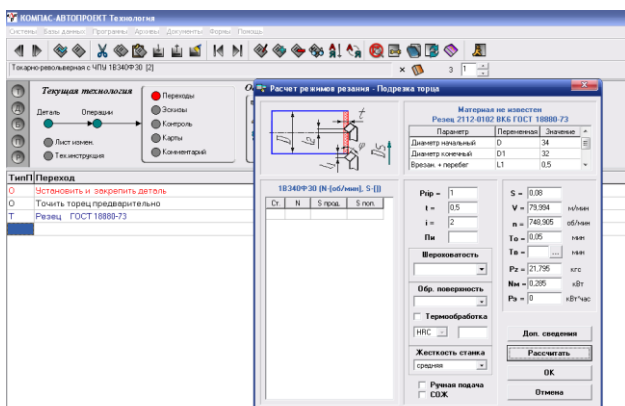 КОМПАС-АВТОПРОЕКТ Технология
Системы Базы данных Программы Архивы Документы Формы Помощь
Токарно-револьверная с ЧПУ 1В340Ф30 [2]
3 1
Текущая технология
Деталь Операции
Лист измен.
Тех.инструкция
Переходы
Эскизы
Контроль
Карты
Комментарий
ТипП Переход
О Установить и закрепить деталь
О Точить торец предварительно
Т Резец ГОСТ 18880-73
Расчет режимов резания - Подрезка торца
Материал не известен
Резец 2112-0102 ВК6 ГОСТ 18880-73
Параметр Переменная Значение
Диаметр начальный D 34
Диаметр конечный D1 32
Врезан. + перебег L1 0,5
1В340Ф30 (N-[об/мин], S-[])
Ст. N S прод. S поп.
Pпip = 1
t = 0,5
i = 2
Пи
Шероховатость
Обр. поверхность
Термообработка
HRC
Жесткость станка
средняя
Ручная подача
СОЖ
S = 0,08
V = 79,994 м/мин
n = 748,905 об/мин
То = 0,05 мин
Тв = ... мин
Pz = 21,795 кгс
Nм = 0,285 кВт
Рэ = 0 кВт*час
Доп. сведения
Рассчитать
OK
Отмена